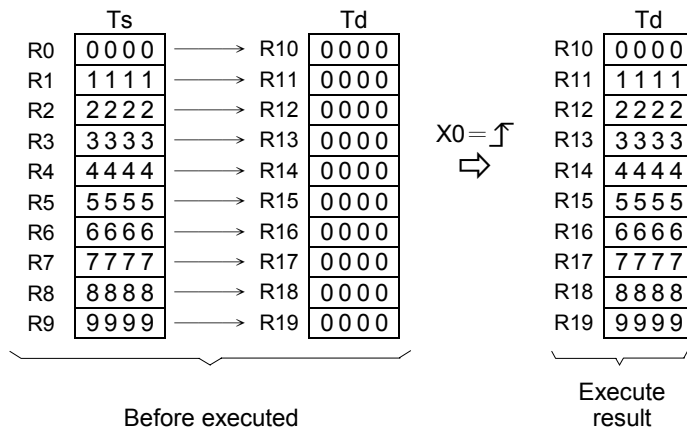 Ts Td Td
R0 0000 R10 0000 R10 0000
R1 1111 R11 0000 R11 1111
R2 2222 R12 0000 R12 2222
R3 3333 R13 0000 X0= R13 3333
R4 4444 R14 0000 R14 4444
R5 5555 R15 0000 R15 5555
R6 6666 R16 0000 R16 6666
R7 7777 R17 0000 R17 7777
R8 8888 R18 0000 R18 8888
R9 9999 R19 0000 R19 9999
Before executed
Execute
result